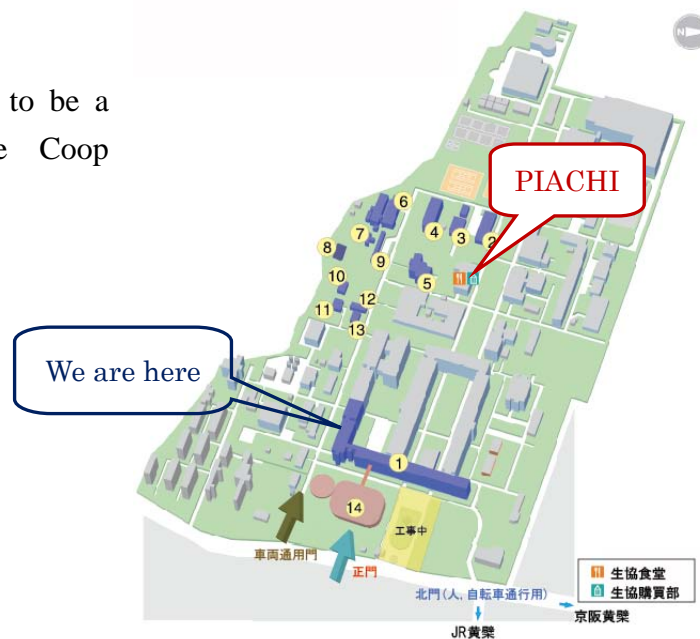 N
to be a
e Coop
PIACHI
6
4
3
2
7
8
9
5
10
12
11
13
We are here
1
14
工事中
車両通用門
正門
生協食堂
生協購買部
北門(人、自転車通行用)
京阪黄檗
JR黄檗